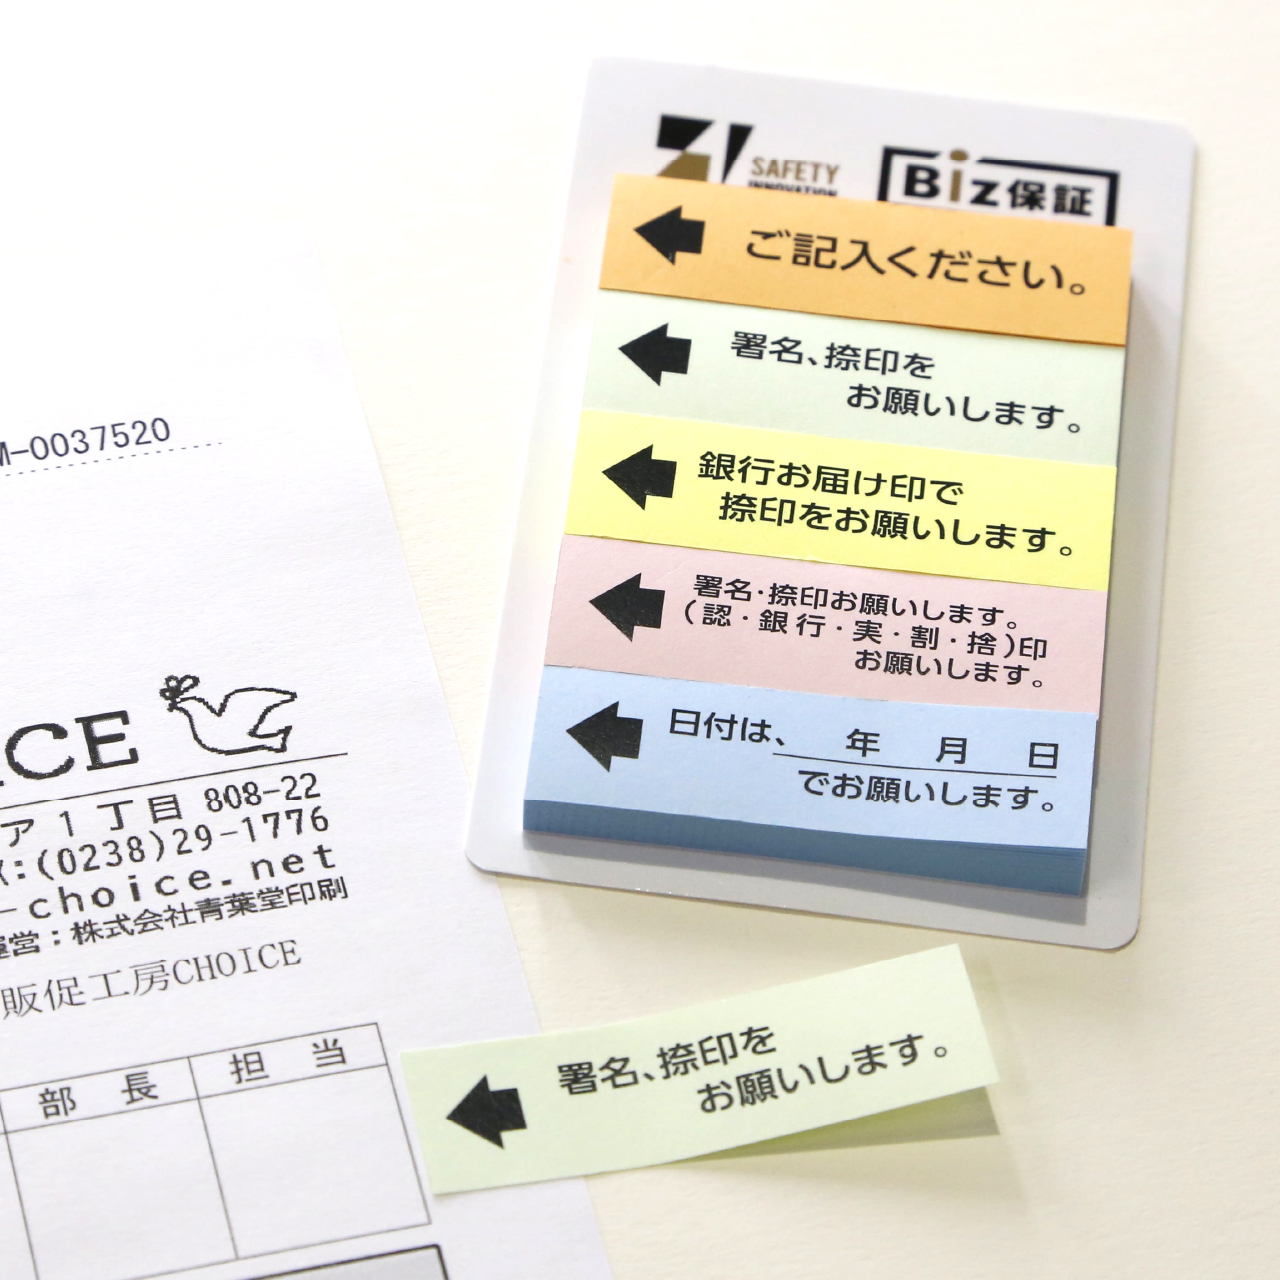 SAFETY
INNOVATION
Biz保証
ご記入ください。
署名、捺印を
お願いします。
銀行お届け印で
捺印をお願いします。
署名・捺印お願いします。
(認・銀行・実・割・捨)印
お願いします。
日付は、 年 月 日
でお願いします。
署名、捺印を
お願いします。
M-0037520
CE
ア1丁目 808-22
:(0238)29-1776
-choice.net
運営:株式会社青葉堂印刷
販促工房CHOICE
部長 担当